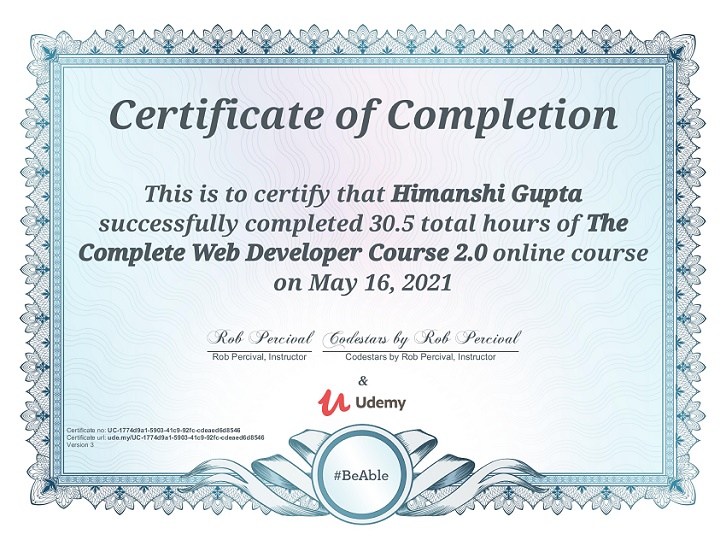 Certificate of Completion
This is to certify that Himanshi Gupta
successfully completed 30.5 total hours of The
Complete Web Developer Course 2.0 online course
on May 16, 2021
Rob Percival Codestars by Rob Percival
Rob Percival, Instructor Codestars by Rob Percival, Instructor
&
Udemy
Certificate no: UC-1774d9a1-5903-41c9-92fc-cdeaed6d8546
Certificate url: ude.my/UC-1774d9a1-5903-41c9-92fc-cdeaed6d8546
Version 3
#BeAble